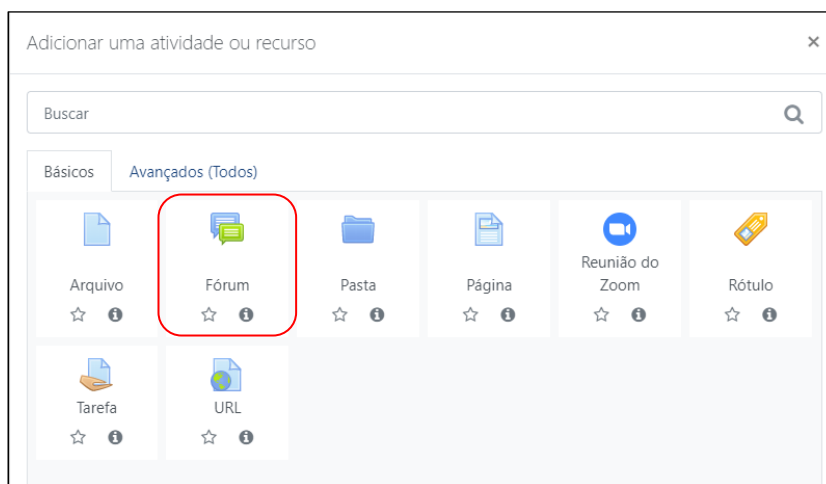 Adicionar uma atividade ou recurso
Buscar
Básicos
Avançados (Todos)
Arquivo
Fórum
Pasta
Página
Reunião do
Zoom
Rótulo
Tarefa
URL